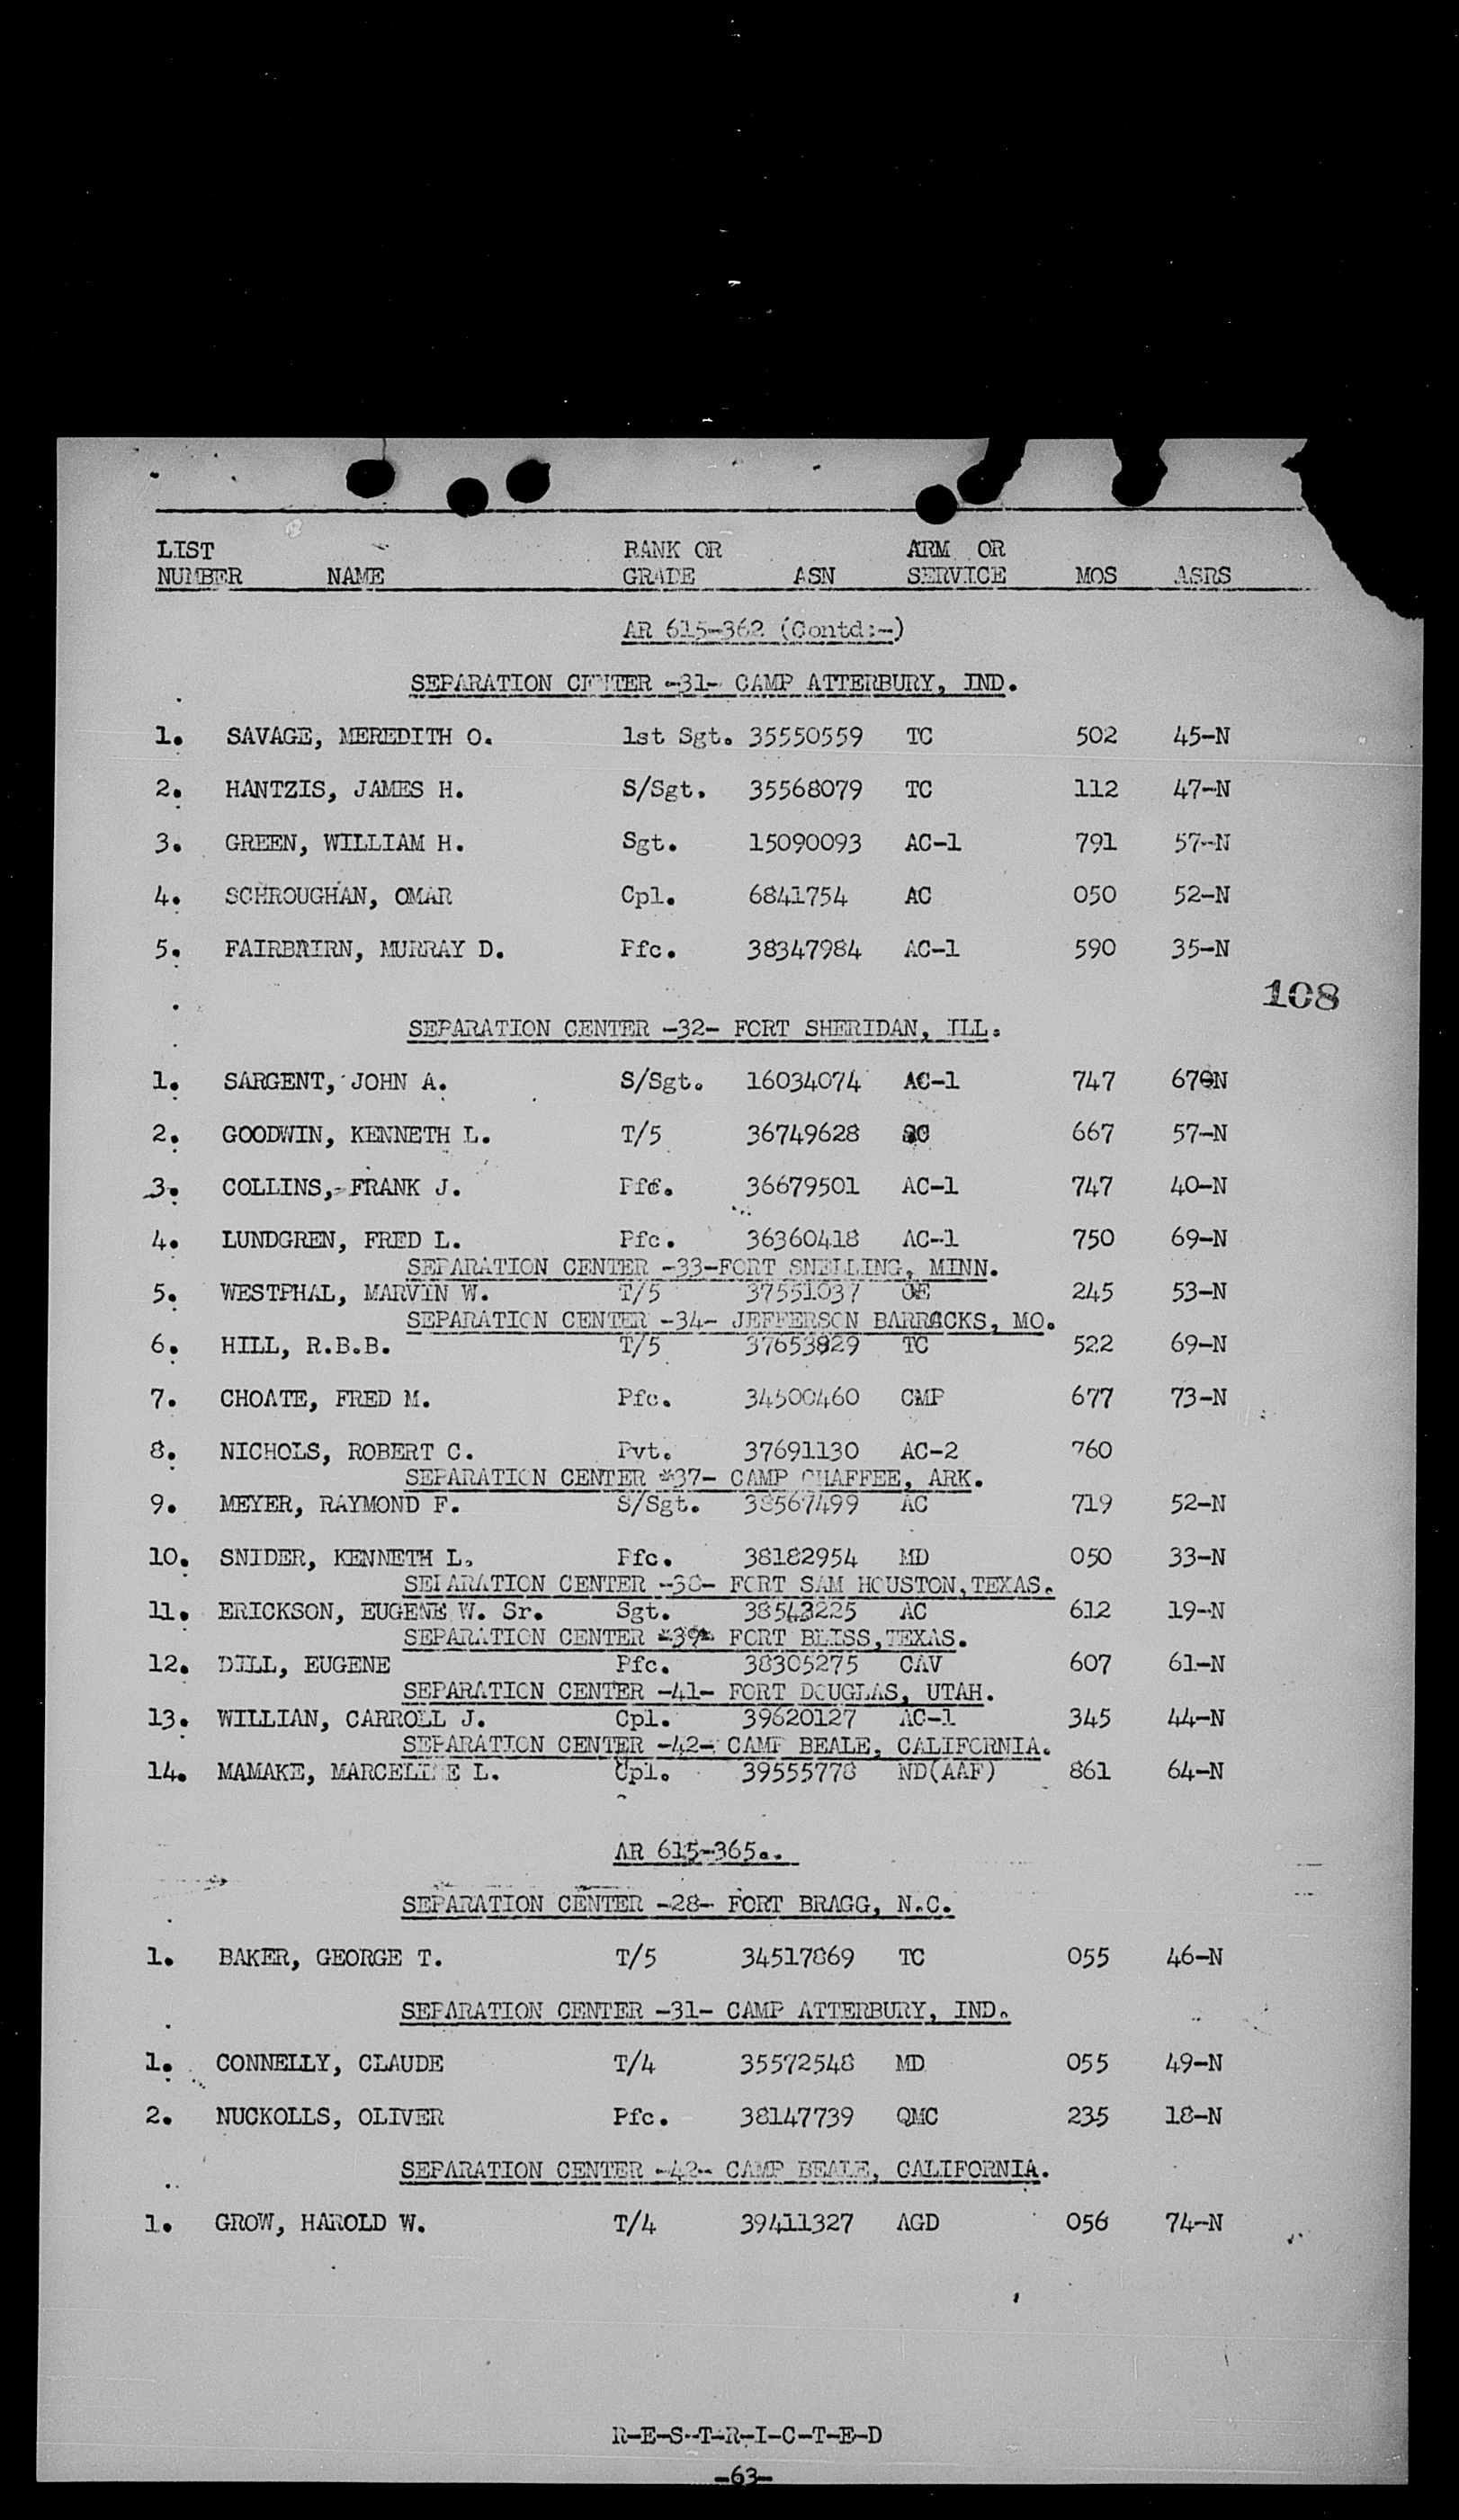 LIST RANK OR ARM OR
NUMBER NAME GRADE ASN SERVICE MOS ASRS
AR 615-362 (Contd:-)
SEPARATION CENTER -31- CAMP ATTERBURY, IND.
1. SAVAGE, MEREDITH O. 1st Sgt. 35550559 TC 502 45-N
2. HANTZIS, JAMES H. S/Sgt. 35568079 TC 112 47-N
3. GREEN, WILLIAM H. Sgt. 15090093 AC-1 791 57-N
4. SCHROUGHAN, OMAR Cpl. 6841754 AC 050 52-N
5. FAIRBAIRN, MURRAY D. Pfc. 38347984 AC-1 590 35-N
108
SEPARATION CENTER -32- FORT SHERIDAN, ILL.
1. SARGENT, JOHN A. S/Sgt. 16034074 AC-1 747 67-N
2. GOODWIN, KENNETH L. T/5 36749628 667 57-N
3. COLLINS, FRANK J. Pfc. 36679501 AC-1 747 40-N
4. LUNDGREN, FRED L. Pfc. 36360418 AC-1 750 69-N
SEPARATION CENTER -33-FORT SNELLING, MINN.
5. WESTPHAL, MARVIN W. T/5 37551037 CE 245 53-N
SEPARATION CENTER -34- JEFFERSON BARRACKS, MO.
6. HILL, R.B.B. T/5 37653829 TC 522 69-N
7. CHOATE, FRED M. Pfc. 34500460 CMP 677 73-N
8. NICHOLS, ROBERT C. Pvt. 37691130 AC-2 760
SEPARATION CENTER *37- CAMP CHAFFEE, ARK.
9. MEYER, RAYMOND F. S/Sgt. 38567499 AC 719 52-N
10. SNIDER, KENNETH L. Pfc. 38182954 MD 050 33-N
SEPARATION CENTER -38- FORT SAM HOUSTON,TEXAS.
11. ERICKSON, EUGENE W. Sr. Sgt. 38543225 AC 612 19-N
SEPARATION CENTER *39* FORT BLISS,TEXAS.
12. DILL, EUGENE Pfc. 38305275 CAV 607 61-N
SEPARATION CENTER -41- FORT DOUGLAS, UTAH.
13. WILLIAN, CARROLL J. Cpl. 39620127 AC-1 345 44-N
SEPARATION CENTER -42- CAMP BEALE, CALIFORNIA.
14. MAMAKE, MARCELINE L. Cpl. 39555778 ND(AAF) 861 64-N
AR 615-365..
SEPARATION CENTER -28- FORT BRAGG, N.C.
1. BAKER, GEORGE T. T/5 34517869 TC 055 46-N
SEPARATION CENTER -31- CAMP ATTERBURY, IND.
1. CONNELLY, CLAUDE T/4 35572548 MD 055 49-N
2. NUCKOLLS, OLIVER Pfc. 38147739 QMC 235 18-N
SEPARATION CENTER -42- CAMP BEALE, CALIFORNIA.
1. GROW, HAROLD W. T/4 39411327 AGD 056 74-N
R-E-S-T-R-I-C-T-E-D
-63-